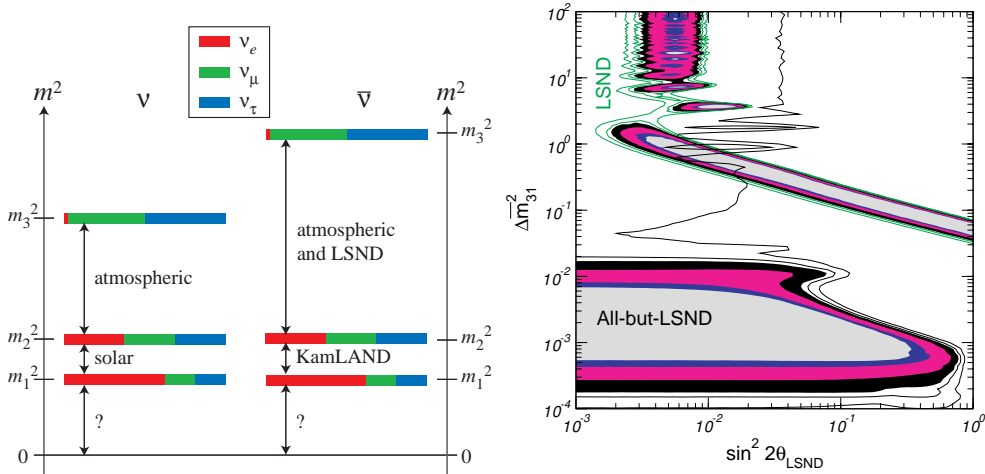 ν_e
ν_μ
ν_τ
m² ν ν̄ m²
m₃²
m₃²
atmospheric
atmospheric
and LSND
m₂² m₂²
solar KamLAND
m₁² m₁²
? ?
0 0
10²
10¹
10⁰
10⁻¹
10⁻²
10⁻³
10⁻⁴
Δm̄²₃₁
LSND
All-but-LSND
10⁻³ 10⁻² 10⁻¹ 10⁰
sin² 2θ_LSND